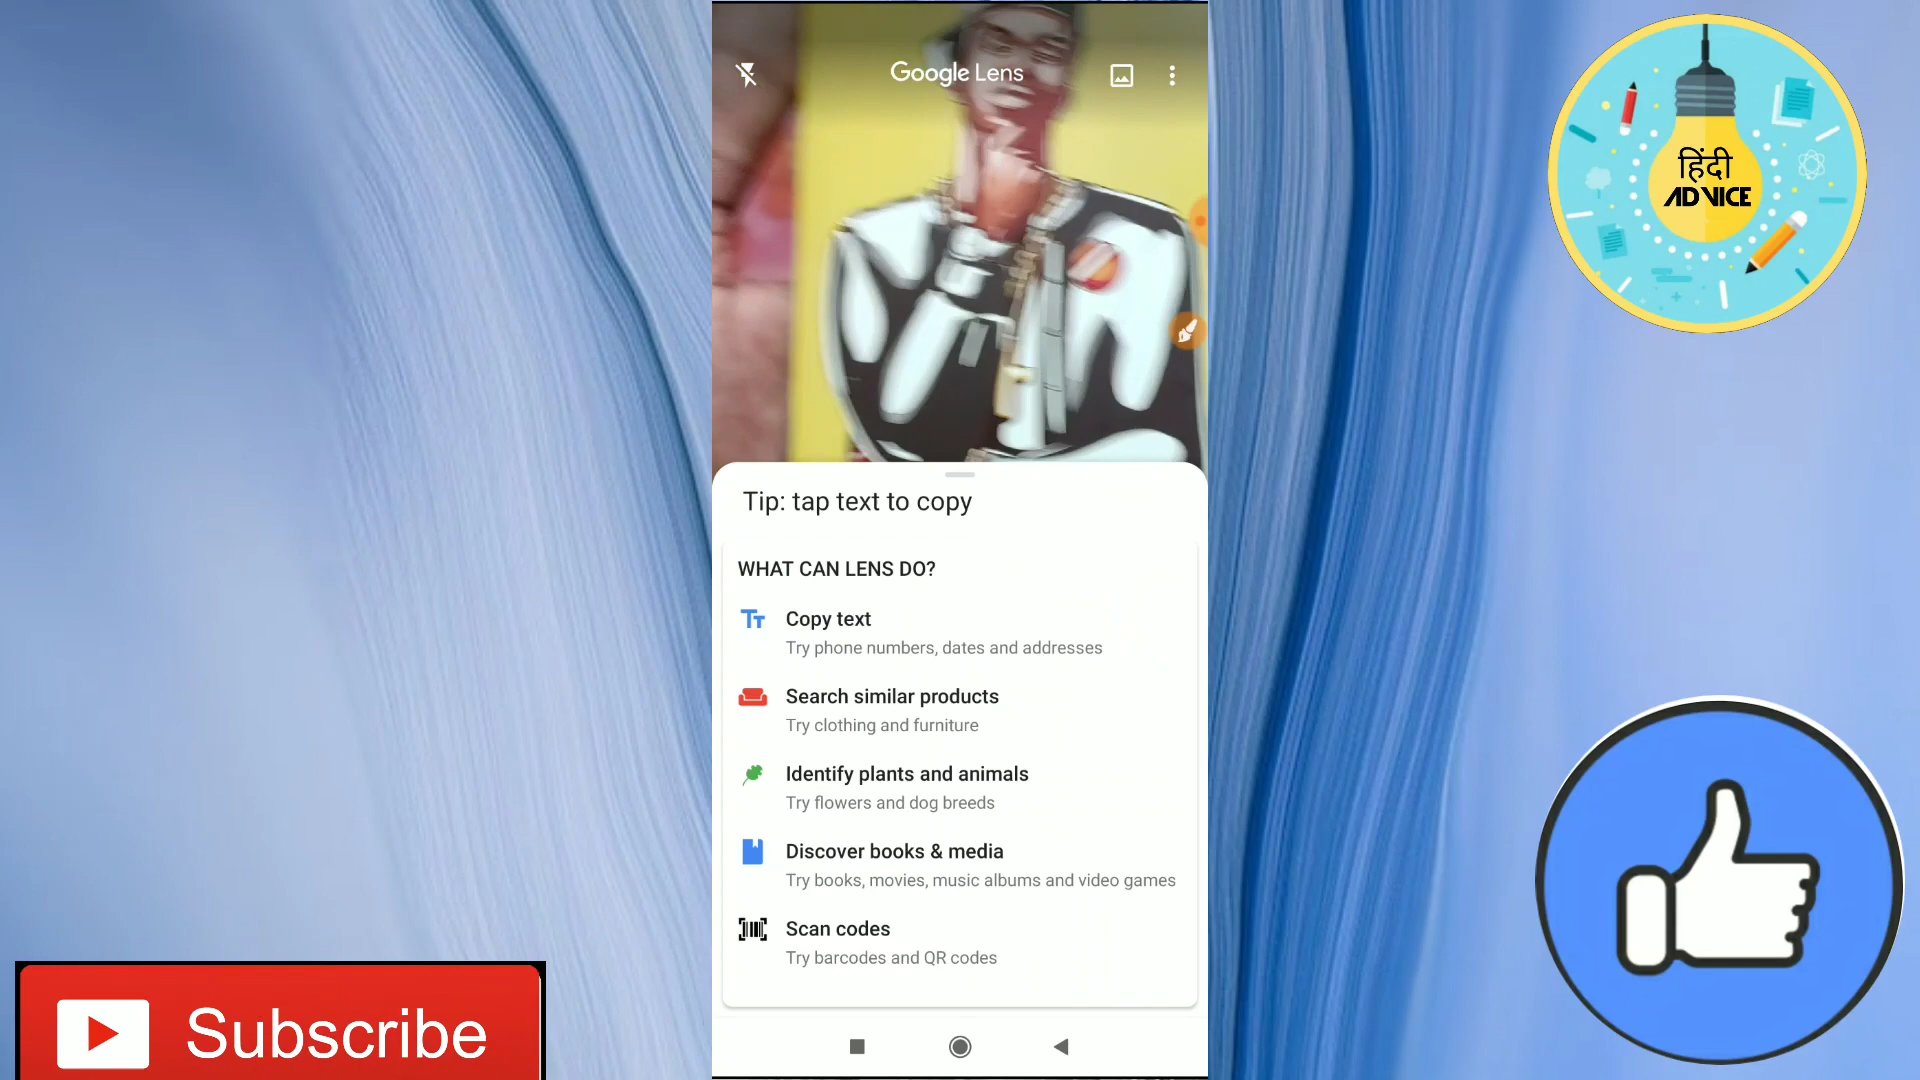 Google Lens
हिंदी
ADVICE
Tip: tap text to copy
WHAT CAN LENS DO?
Copy text
Try phone numbers, dates and addresses
Search similar products
Try clothing and furniture
Identify plants and animals
Try flowers and dog breeds
Discover books & media
Try books, movies, music albums and video games
Scan codes
Try barcodes and QR codes
Subscribe